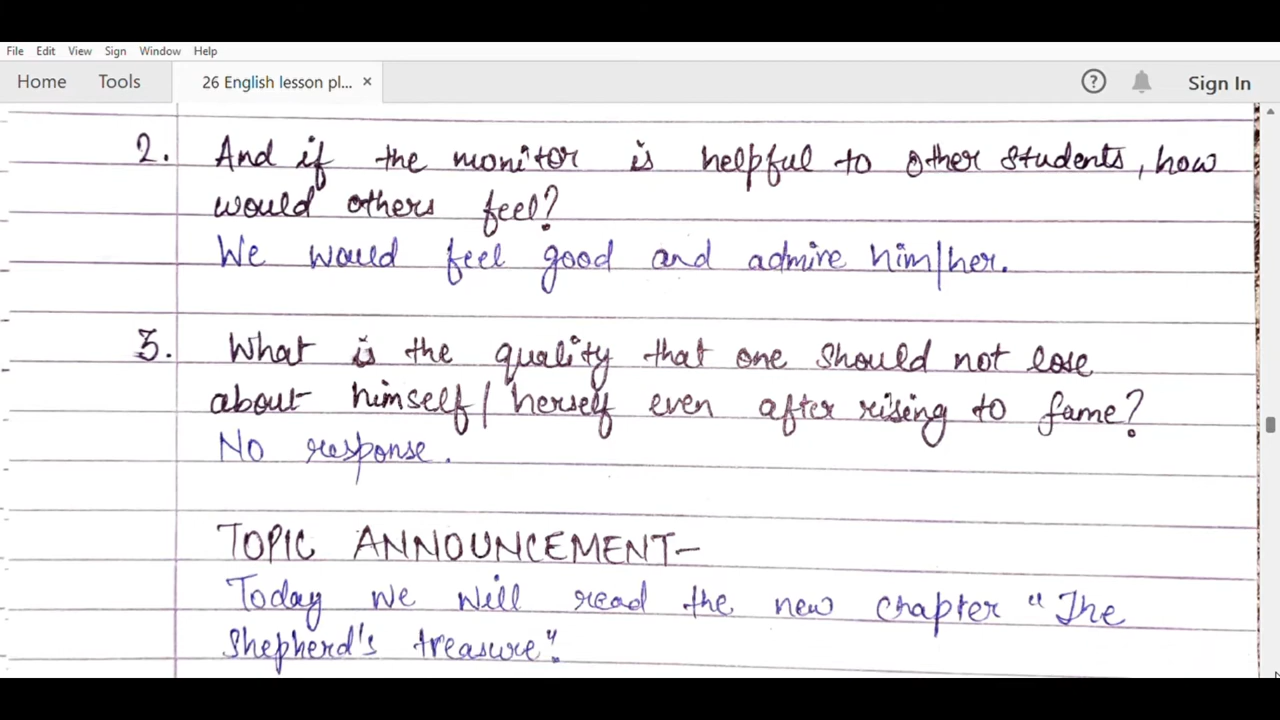 File Edit View Sign Window Help
Home Tools 26 English lesson pl... × ? Sign In
2. And if the monitor is helpful to other students, how
would others feel?
We would feel good and admire him/her.
3. What is the quality that one should not lose
about himself/herself even after rising to fame?
No response.
TOPIC ANNOUNCEMENT-
Today we will read the new chapter "The
Shepherd's treasure".